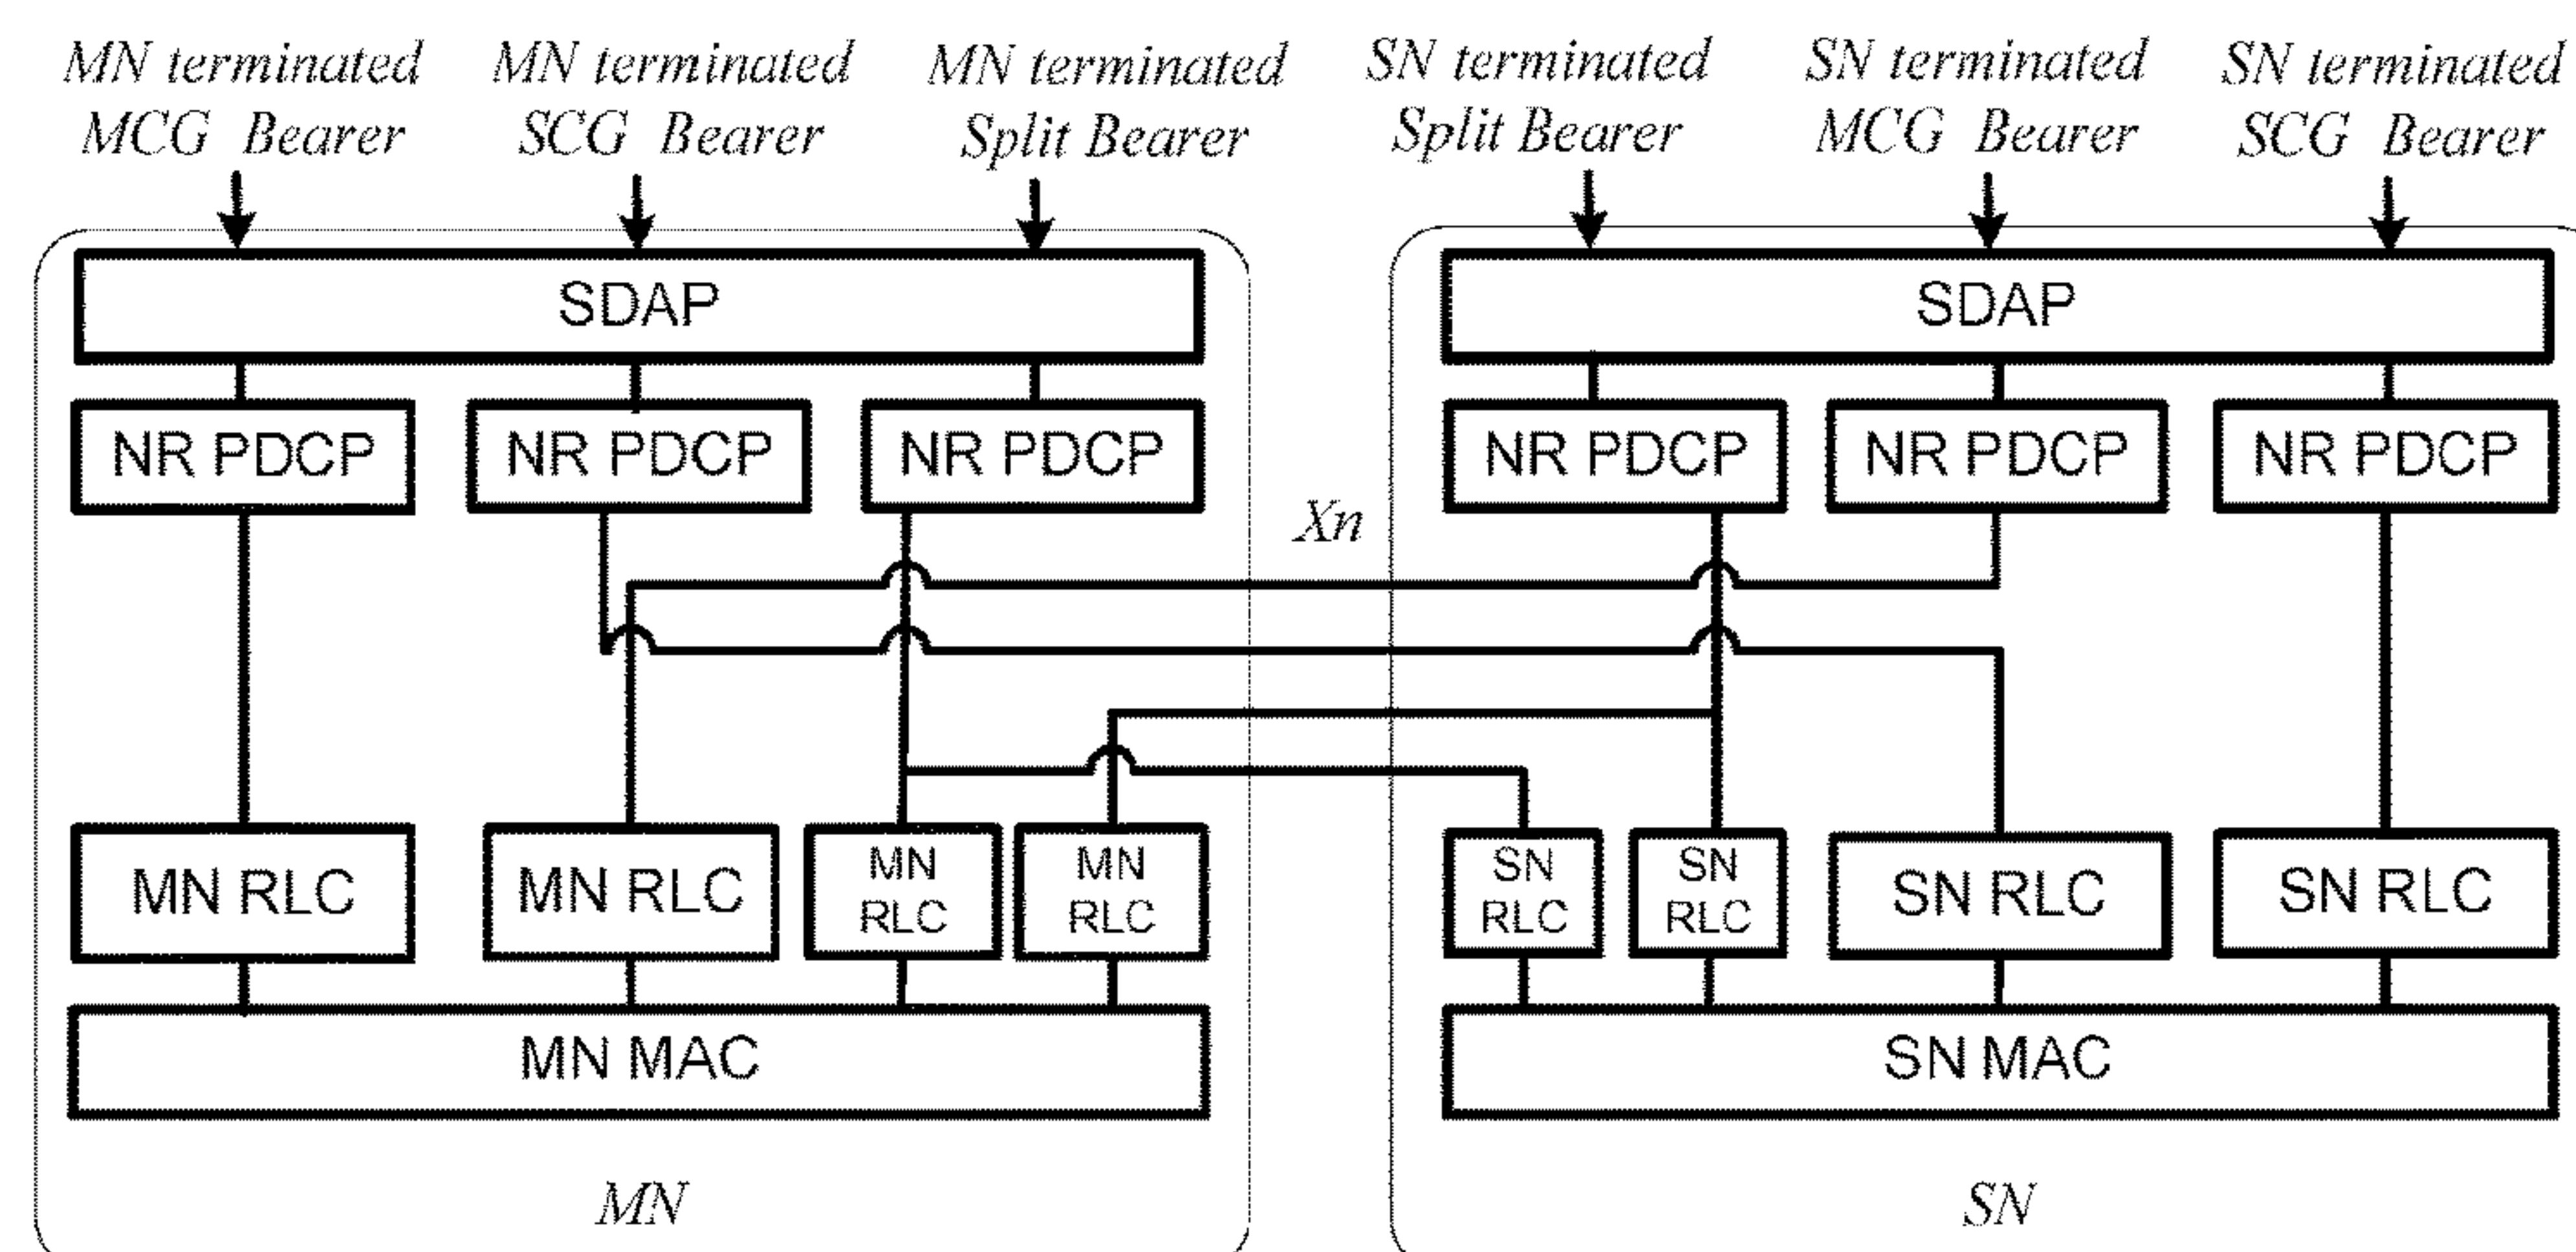 MN terminated
MCG Bearer
MN terminated
SCG Bearer
MN terminated
Split Bearer
SN terminated
Split Bearer
SN terminated
MCG Bearer
SN terminated
SCG Bearer
SDAP
SDAP
NR PDCP
NR PDCP
NR PDCP
NR PDCP
NR PDCP
NR PDCP
Xn
MN RLC
MN RLC
MN
RLC
MN
RLC
SN
RLC
SN
RLC
SN RLC
SN RLC
MN MAC
SN MAC
MN
SN